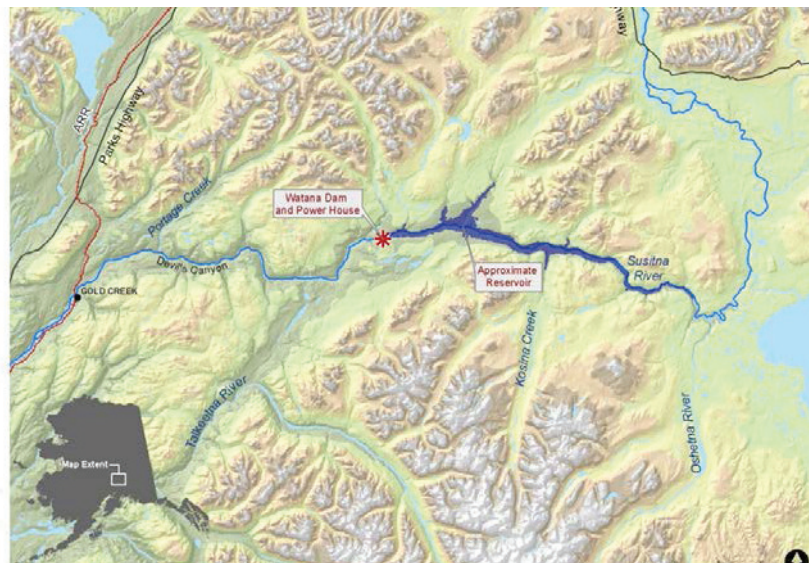 ghway
ARR
Parks Highway
Portage Creek
Watana Dam
and Power House
Devil's Canyon
Susitna
River
Approximate
Reservoir
GOLD CREEK
Kosina Creek
Talkeetna River
Oshetna River
Map Extent